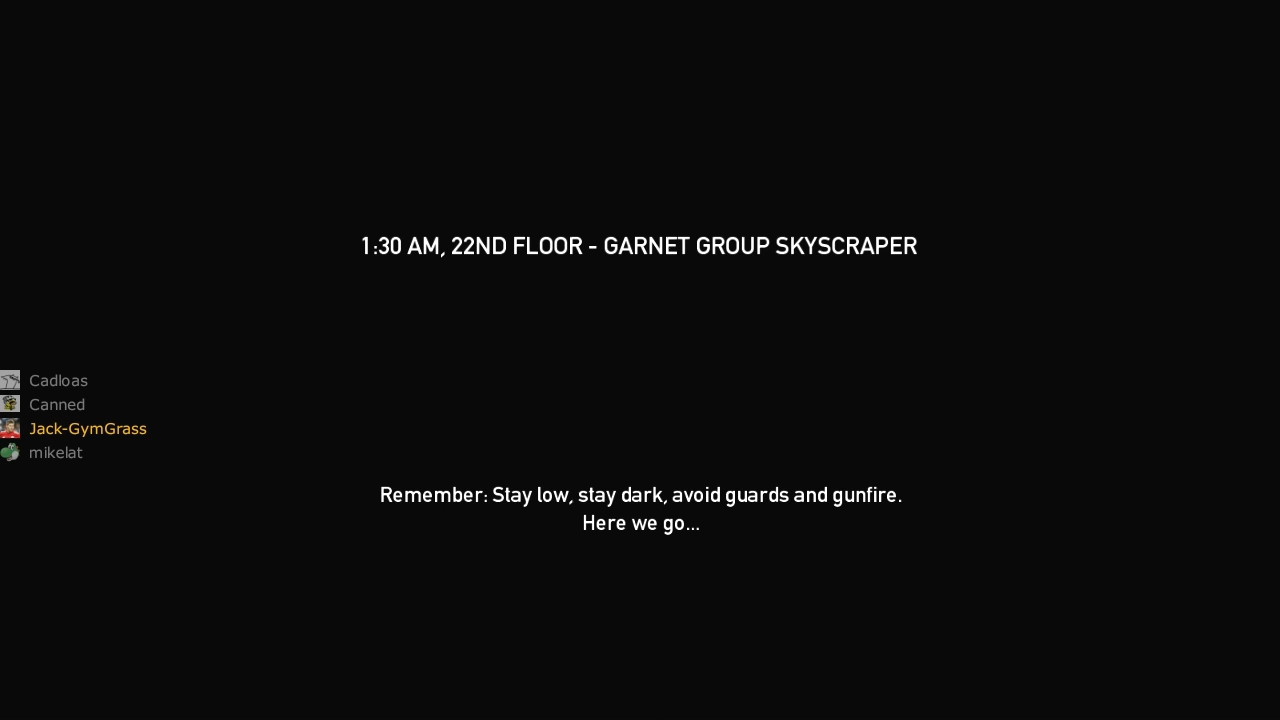 1:30 AM, 22ND FLOOR - GARNET GROUP SKYSCRAPER
Cadloas
Canned
Jack-GymGrass
mikelat
Remember: Stay low, stay dark, avoid guards and gunfire.
Here we go...